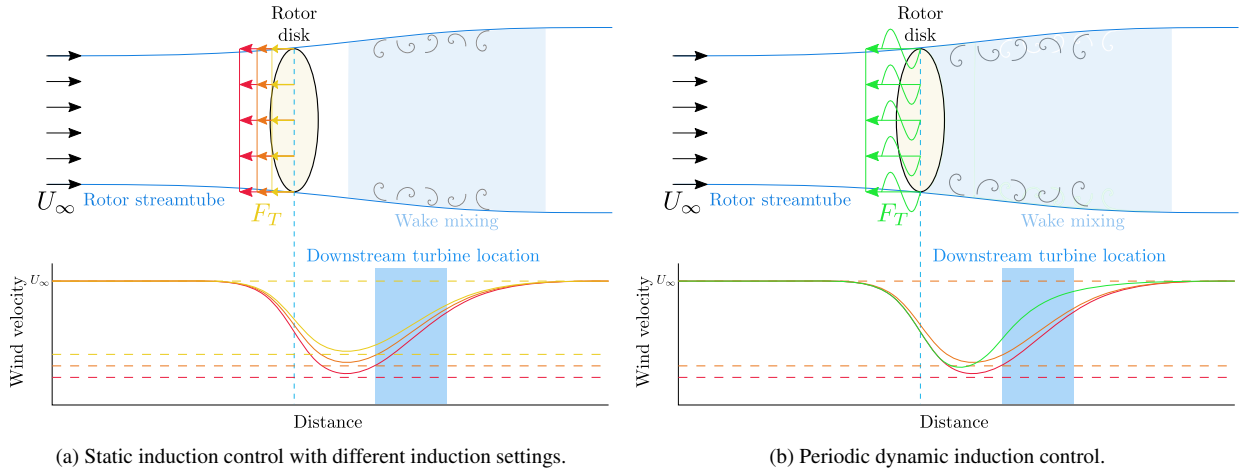 Rotor
disk
U∞
Rotor streamtube
F_T
Wake mixing
Downstream turbine location
Wind velocity
U∞
Distance
(a) Static induction control with different induction settings.
Rotor
disk
U∞
Rotor streamtube
F_T
Wake mixing
Downstream turbine location
Wind velocity
U∞
Distance
(b) Periodic dynamic induction control.